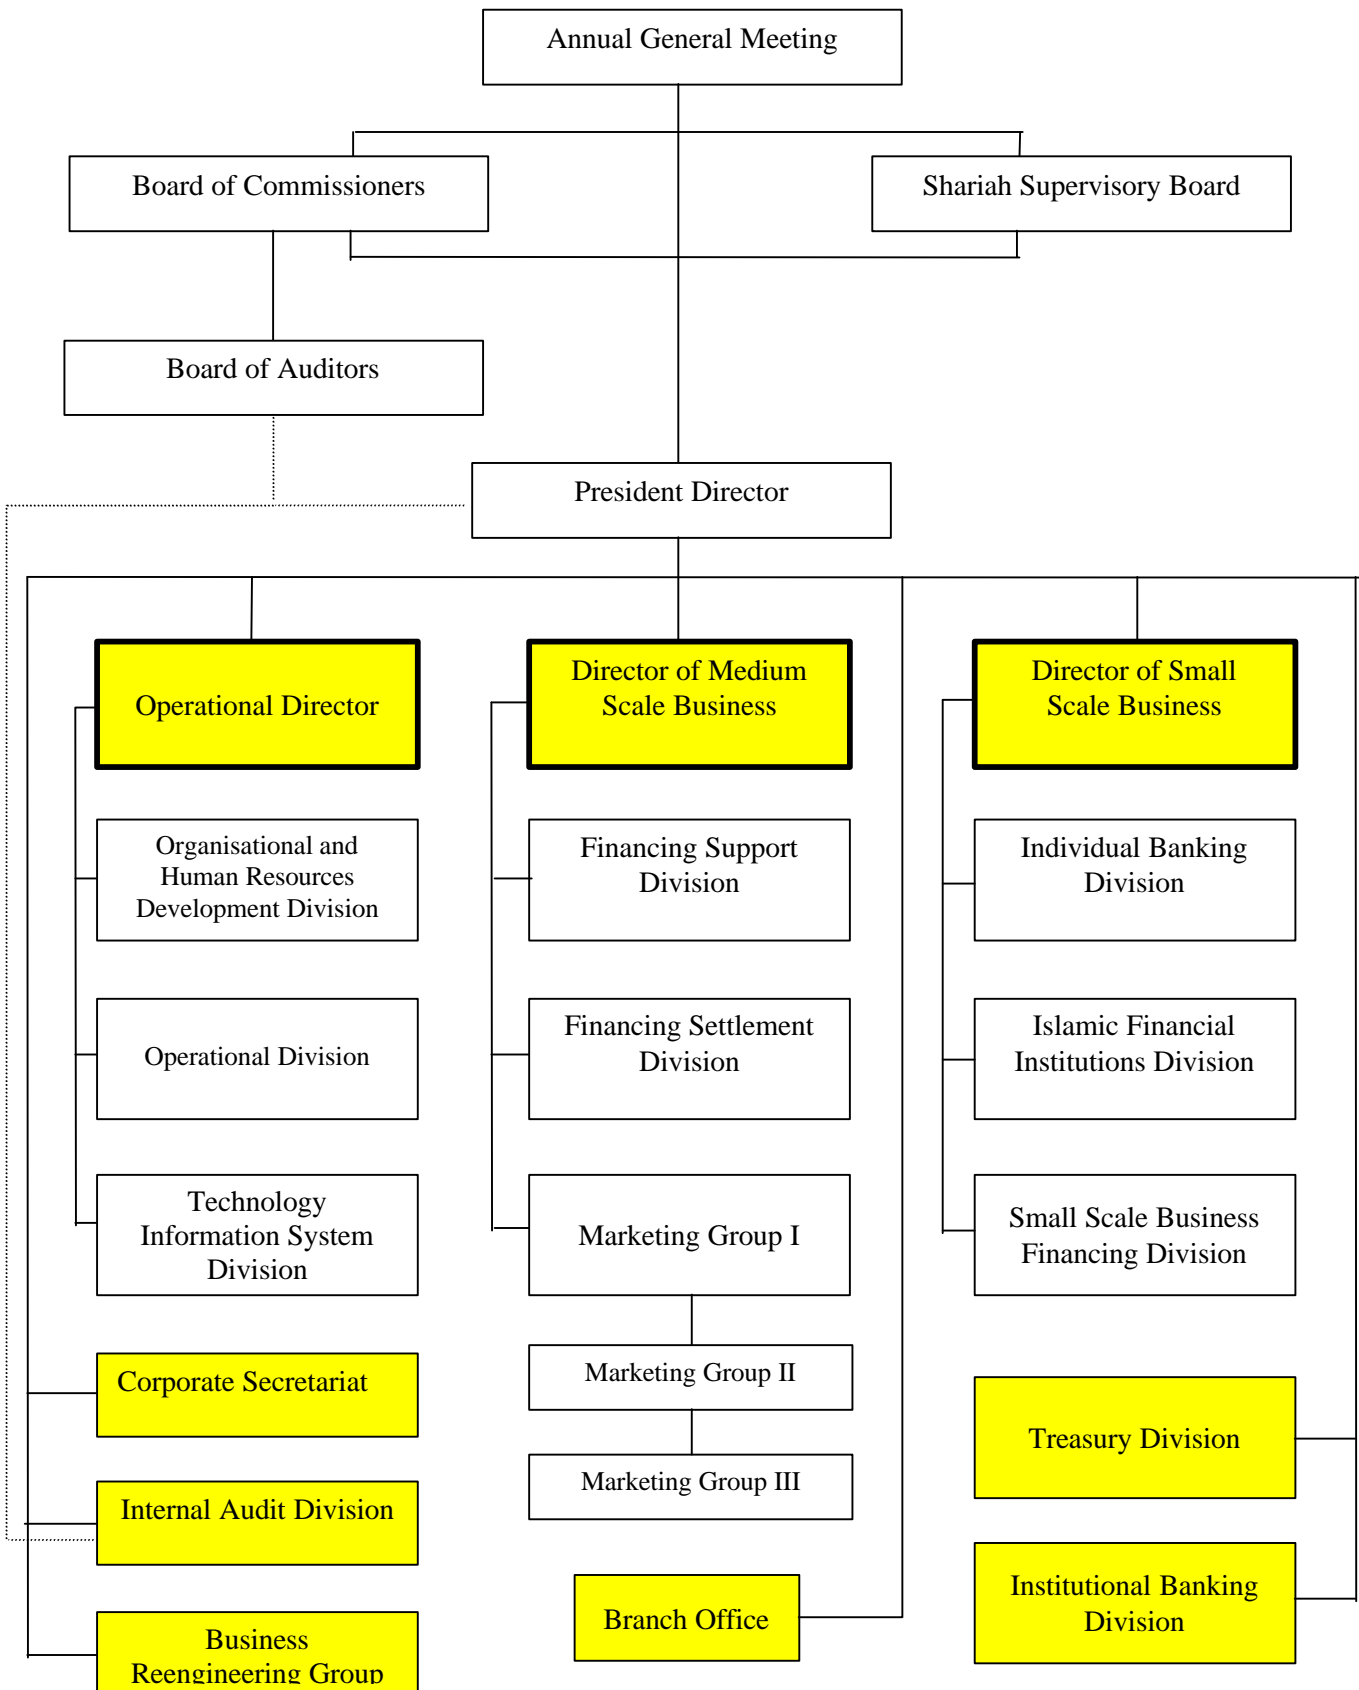 Annual General Meeting
Board of Commissioners
Shariah Supervisory Board
Board of Auditors
President Director
Operational Director
Director of Medium
Scale Business
Director of Small
Scale Business
Organisational and
Human Resources
Development Division
Financing Support
Division
Individual Banking
Division
Operational Division
Financing Settlement
Division
Islamic Financial
Institutions Division
Technology
Information System
Division
Marketing Group I
Small Scale Business
Financing Division
Corporate Secretariat
Marketing Group II
Treasury Division
Marketing Group III
Internal Audit Division
Branch Office
Institutional Banking
Division
Business
Reengineering Group